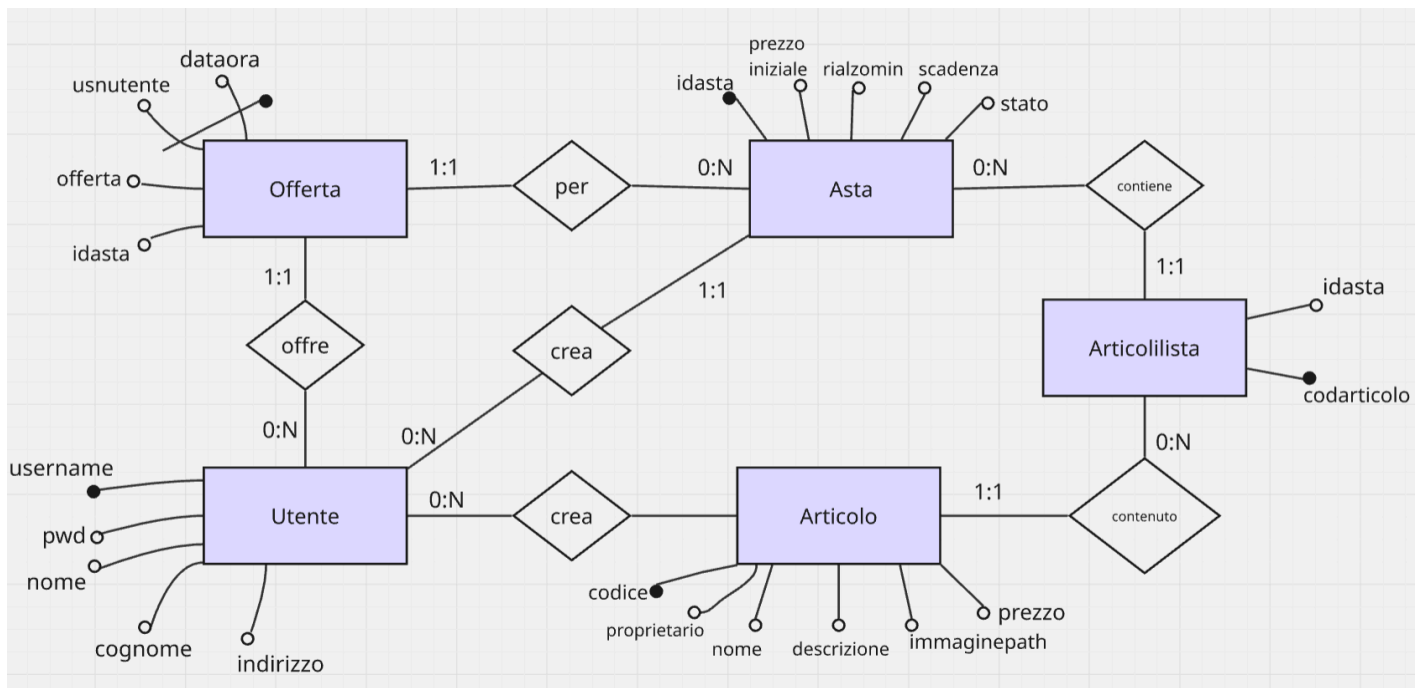 prezzo
dataora
iniziale
rialzomin
scadenza
usnutente
idasta
stato
1:1
0:N
0:N
offerta
Offerta
per
Asta
contiene
idasta
1:1
1:1
1:1
idasta
offre
crea
Articolilista
codarticolo
0:N
0:N
0:N
username
0:N
1:1
Utente
crea
Articolo
contenuto
pwd
nome
codice
proprietario
prezzo
cognome
nome
descrizione
immaginepath
indirizzo